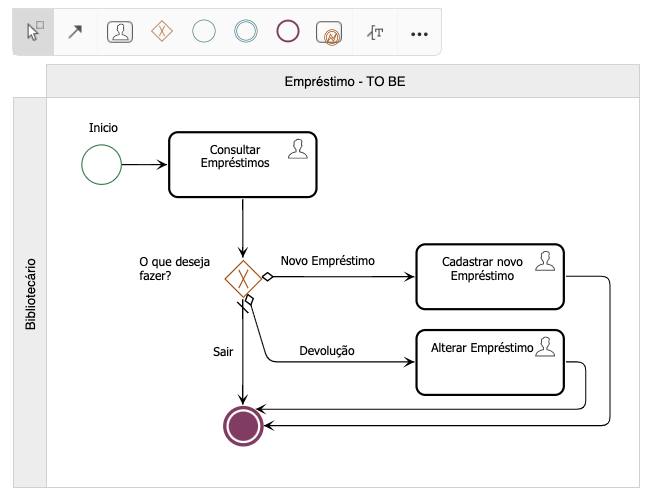 Empréstimo - TO BE
Bibliotecário
Inicio
Consultar
Empréstimos
O que deseja
fazer?
Novo Empréstimo
Cadastrar novo
Empréstimo
Sair
Devolução
Alterar Empréstimo